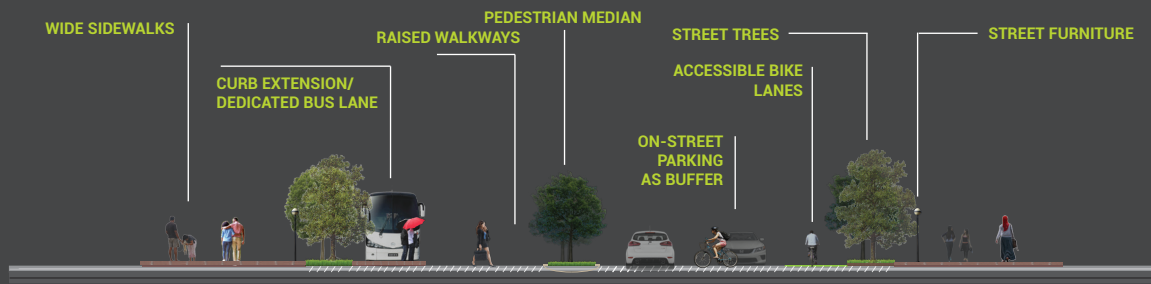 WIDE SIDEWALKS
CURB EXTENSION/
DEDICATED BUS LANE
RAISED WALKWAYS
PEDESTRIAN MEDIAN
ON-STREET
PARKING
AS BUFFER
STREET TREES
ACCESSIBLE BIKE
LANES
STREET FURNITURE